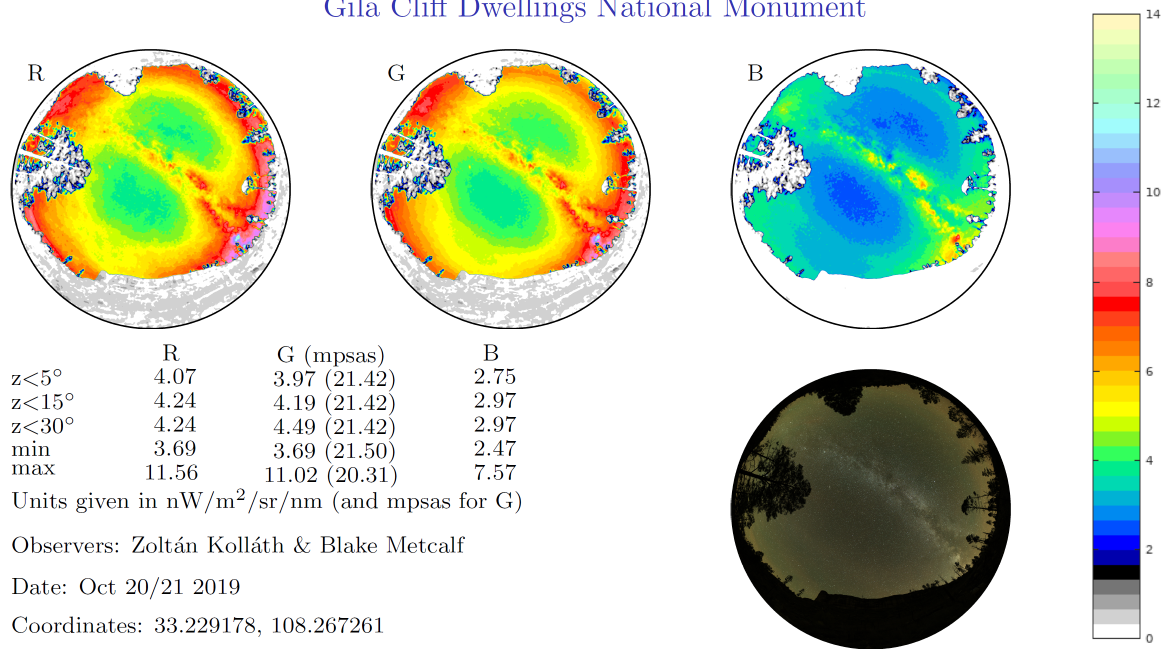 Gila Cliff Dwellings National Monument
R
G
B
14
12
10
8
6
4
2
0
R G (mpsas) B
z<5° 4.07 3.97 (21.42) 2.75
z<15° 4.24 4.19 (21.42) 2.97
z<30° 4.24 4.49 (21.42) 2.97
min 3.69 3.69 (21.50) 2.47
max 11.56 11.02 (20.31) 7.57
Units given in nW/m²/sr/nm (and mpsas for G)
Observers: Zoltán Kolláth & Blake Metcalf
Date: Oct 20/21 2019
Coordinates: 33.229178, 108.267261